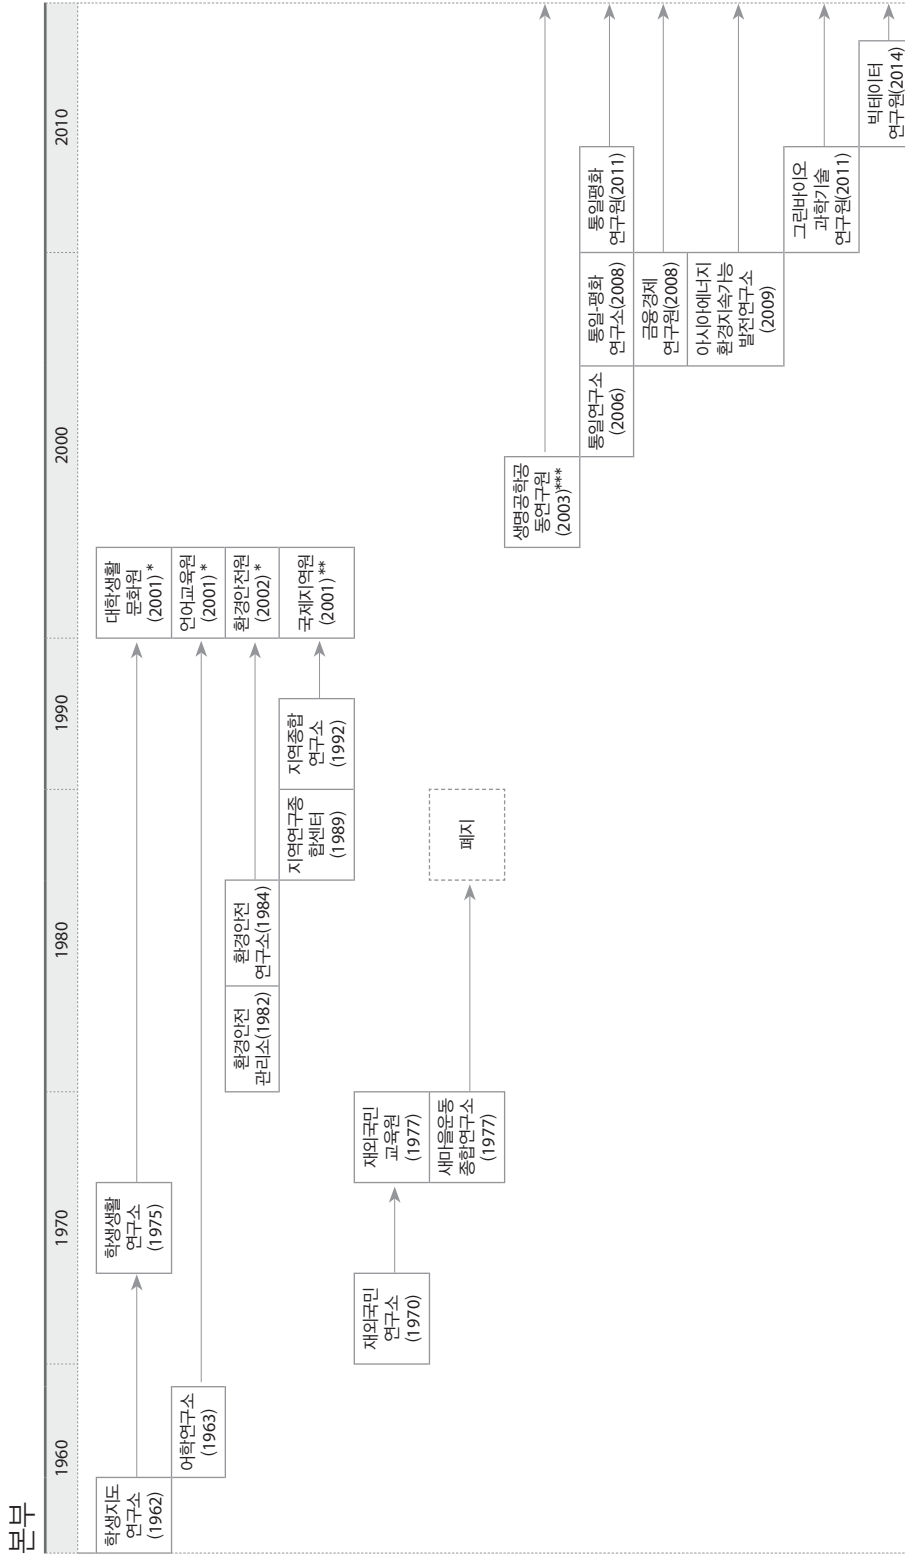 본부
1960
1970
1980
1990
2000
2010
학생지도
연구소
(1962)
학생생활
연구소
(1975)
대학생활
문화원
(2001)*
어학연구소
(1963)
언어교육원
(2001)*
환경안전
관리소(1982)
환경안전
연구소(1984)
환경안전원
(2002)*
지역연구종
합센터
(1989)
지역종합
연구소
(1992)
국제지역원
(2001)**
재외국민
연구소
(1970)
재외국민
교육원
(1977)
새마을운동
종합연구소
(1977)
폐지
생명공학공
동연구원
(2003)***
통일연구소
(2006)
통일-평화
연구소(2008)
통일평화
연구원(2011)
금융경제
연구원(2008)
아시아에너지
환경지속가능
발전연구소
(2009)
그린바이오
과학기술
연구원(2011)
빅테이터
연구원(2014)